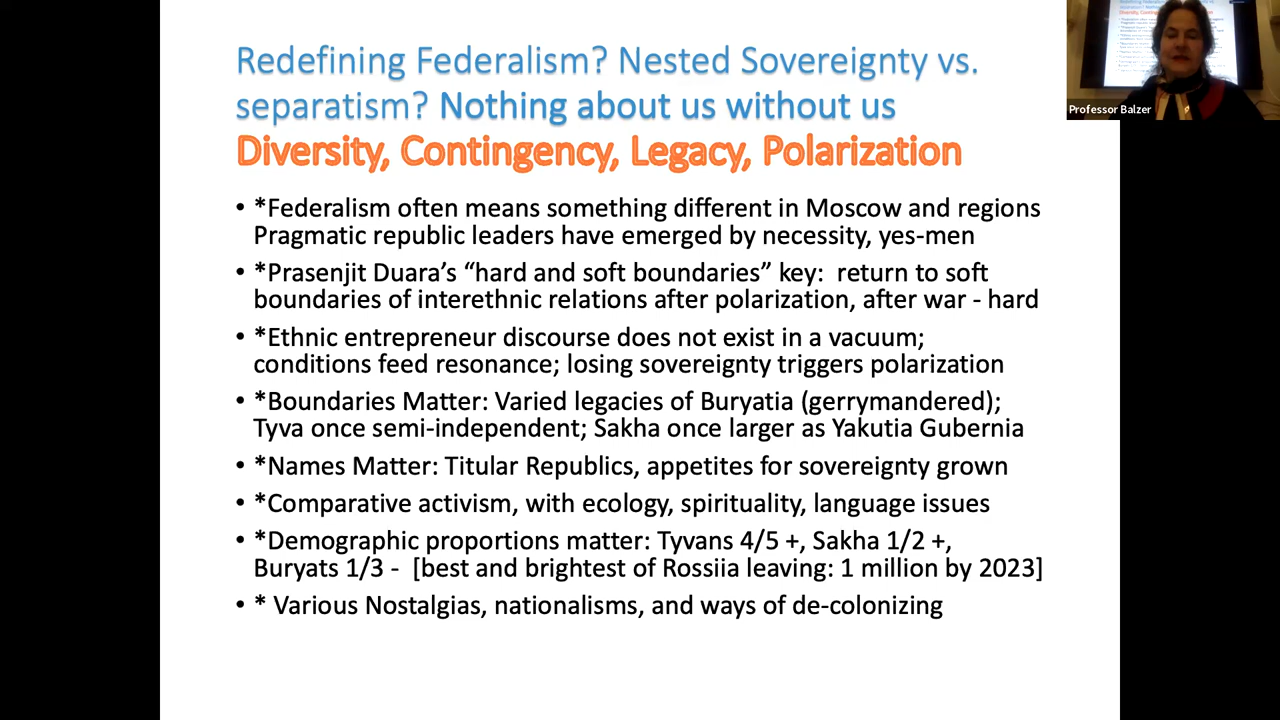 Redefining Federalism? Nested Sovereignty vs.
separatism? Nothing about us without us
Diversity, Contingency, Legacy, Polarization
• *Federalism often means something different in Moscow and regions
Pragmatic republic leaders have emerged by necessity, yes-men
• *Prasenjit Duara's “hard and soft boundaries” key:  return to soft
boundaries of interethnic relations after polarization, after war - hard
• *Ethnic entrepreneur discourse does not exist in a vacuum;
conditions feed resonance; losing sovereignty triggers polarization
• *Boundaries Matter: Varied legacies of Buryatia (gerrymandered);
Tyva once semi-independent; Sakha once larger as Yakutia Gubernia
• *Names Matter: Titular Republics, appetites for sovereignty grown
• *Comparative activism, with ecology, spirituality, language issues
• *Demographic proportions matter: Tyvans 4/5 +, Sakha 1/2 +,
Buryats 1/3 -  [best and brightest of Rossiia leaving: 1 million by 2023]
• * Various Nostalgias, nationalisms, and ways of de-colonizing
Professor Balzer